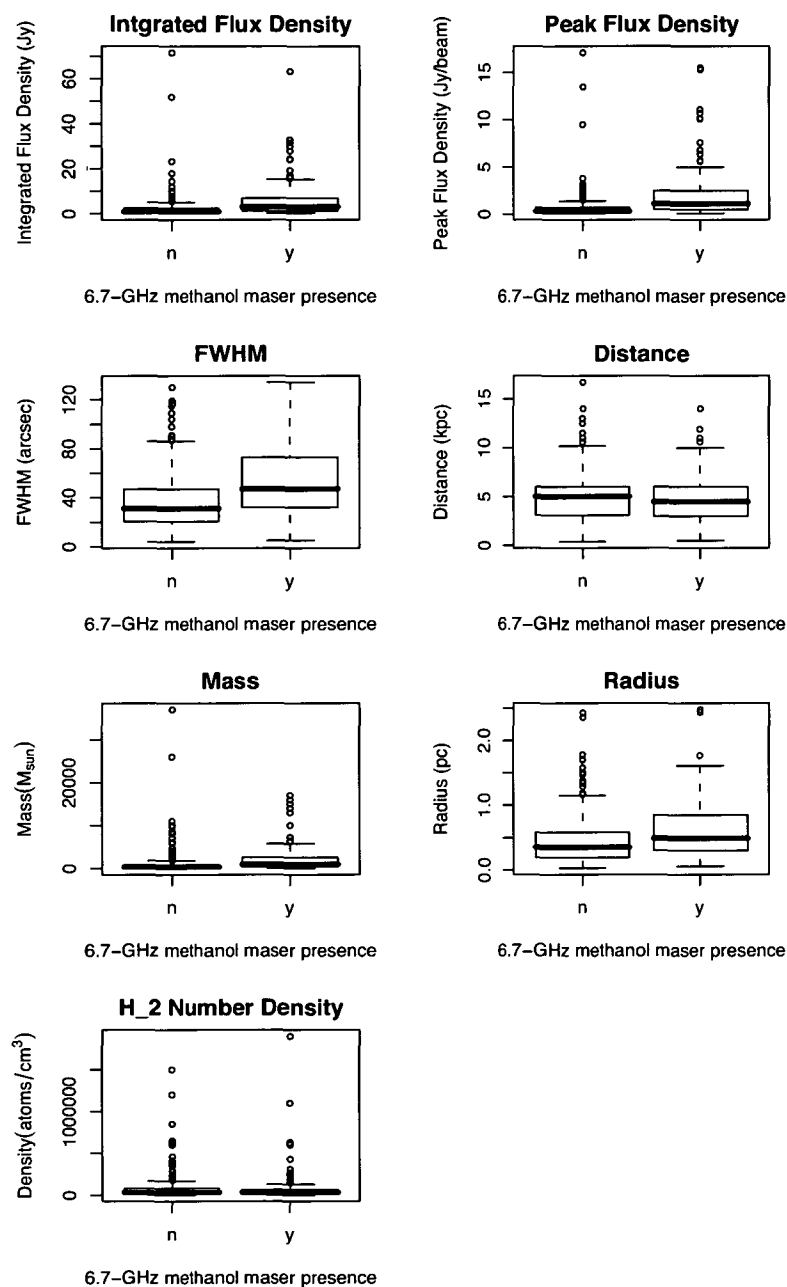 Intgrated Flux Density
Integrated Flux Density (Jy)
0 20 40 60
n y
6.7−GHz methanol maser presence
Peak Flux Density
Peak Flux Density (Jy/beam)
0 5 10 15
n y
6.7−GHz methanol maser presence
FWHM
FWHM (arcsec)
0 40 80 120
n y
6.7−GHz methanol maser presence
Distance
Distance (kpc)
0 5 10 15
n y
6.7−GHz methanol maser presence
Mass
Mass(Msun)
0 20000
n y
6.7−GHz methanol maser presence
Radius
Radius (pc)
0.0 1.0 2.0
n y
6.7−GHz methanol maser presence
H_2 Number Density
Density(atoms/cm³)
0 1000000
n y
6.7−GHz methanol maser presence